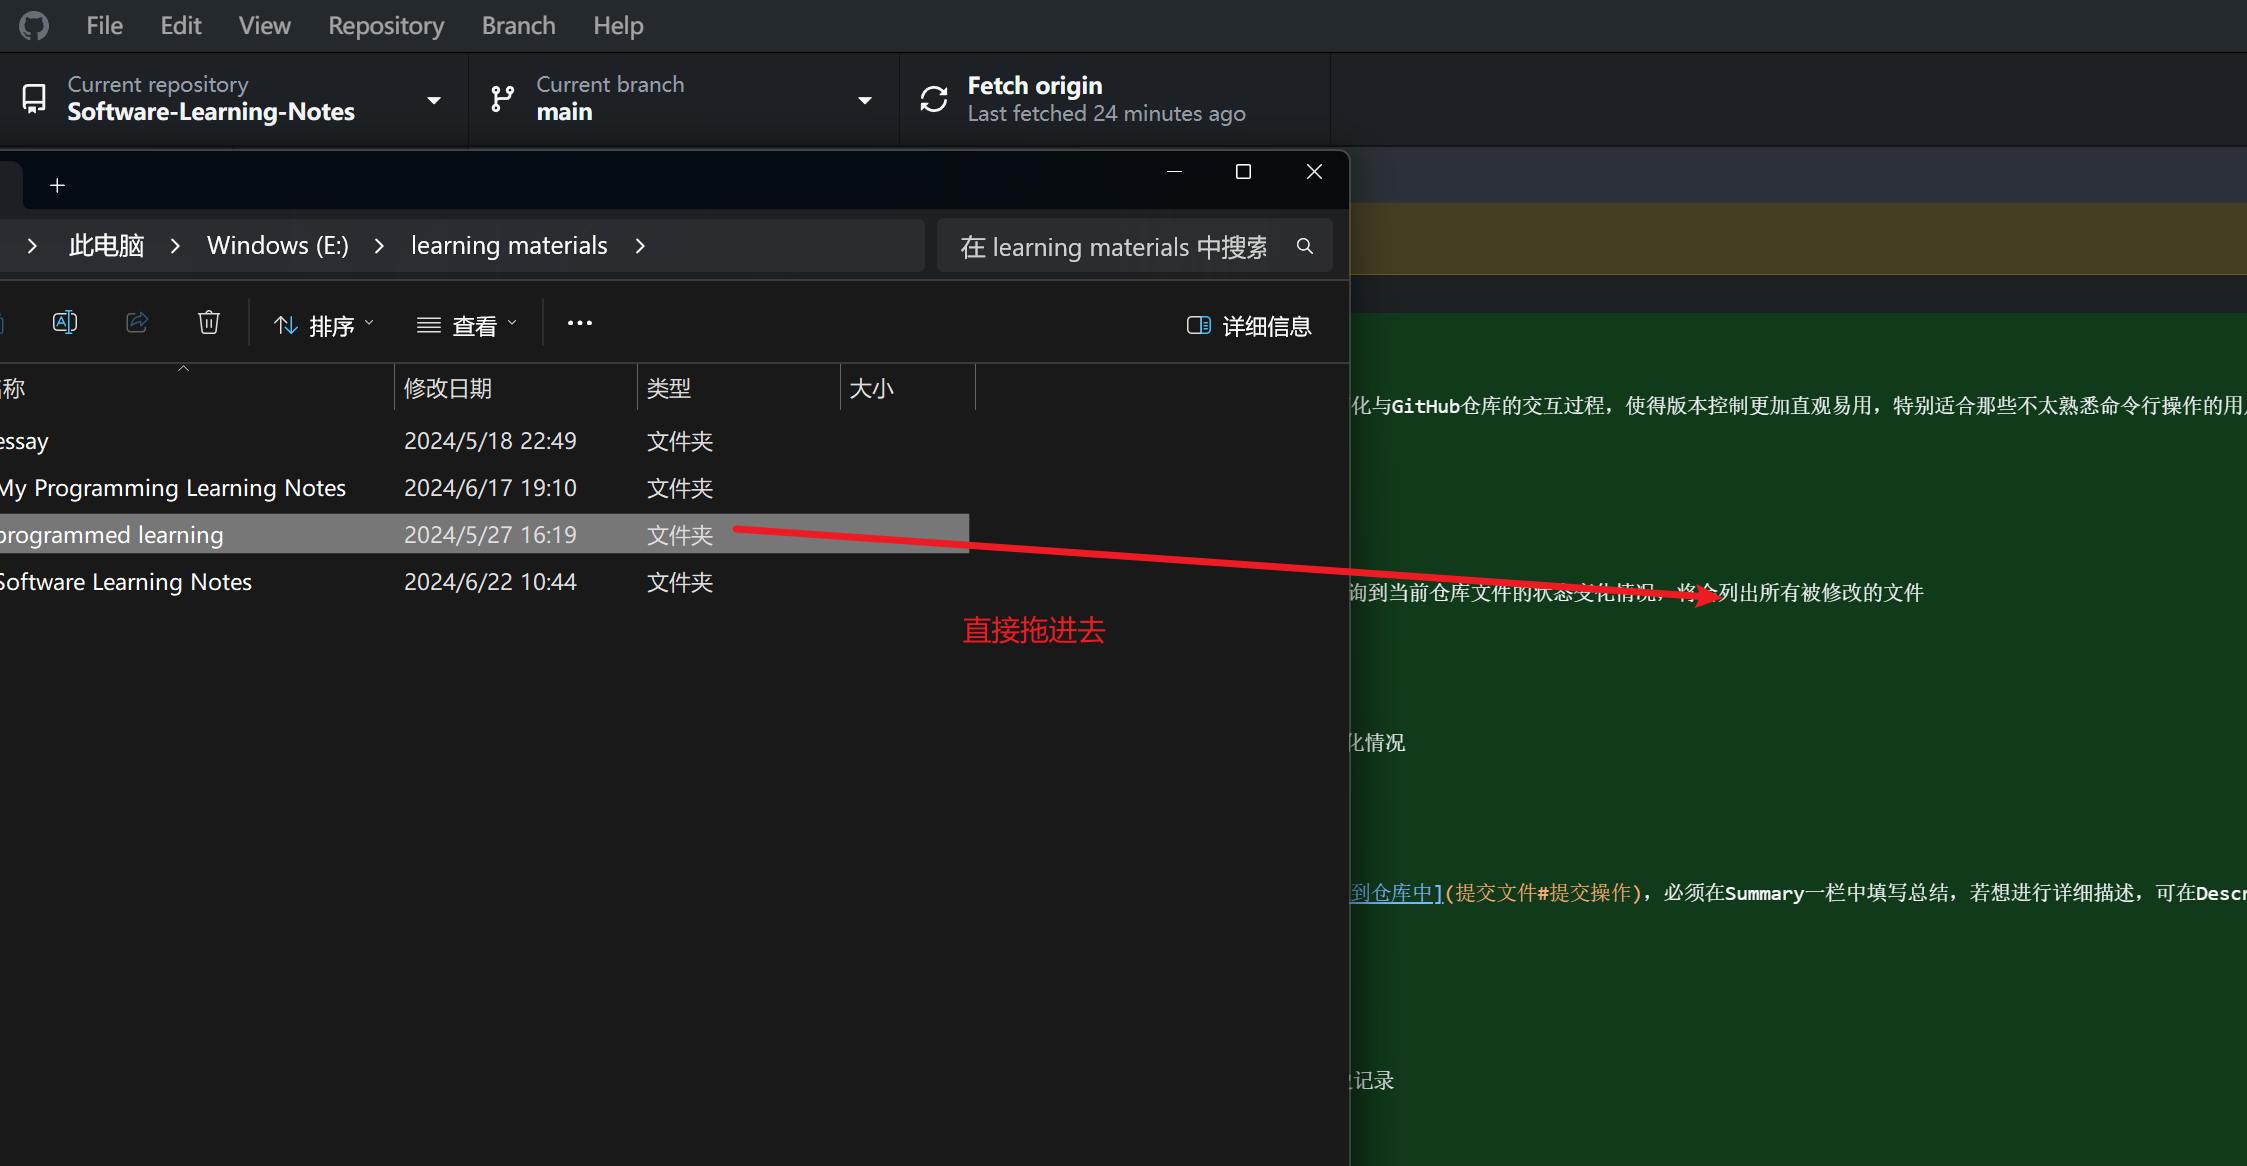 File Edit View Repository Branch Help
Current repository
Software-Learning-Notes
Current branch
main
Fetch origin
Last fetched 24 minutes ago
此电脑 Windows (E:) learning materials
在 learning materials 中搜索
排序 查看 ··· 详细信息
称 修改日期 类型 大小
essay 2024/5/18 22:49 文件夹
My Programming Learning Notes 2024/6/17 19:10 文件夹
programmed learning 2024/5/27 16:19 文件夹
Software Learning Notes 2024/6/22 10:44 文件夹
直接拖进去
化与GitHub仓库的交互过程，使得版本控制更加直观易用，特别适合那些不太熟悉命令行操作的用
询到当前仓库文件的状态变化情况，将会列出所有被修改的文件
化情况
到仓库中](提交文件#提交操作)，必须在Summary一栏中填写总结，若想进行详细描述，可在Descr
记录